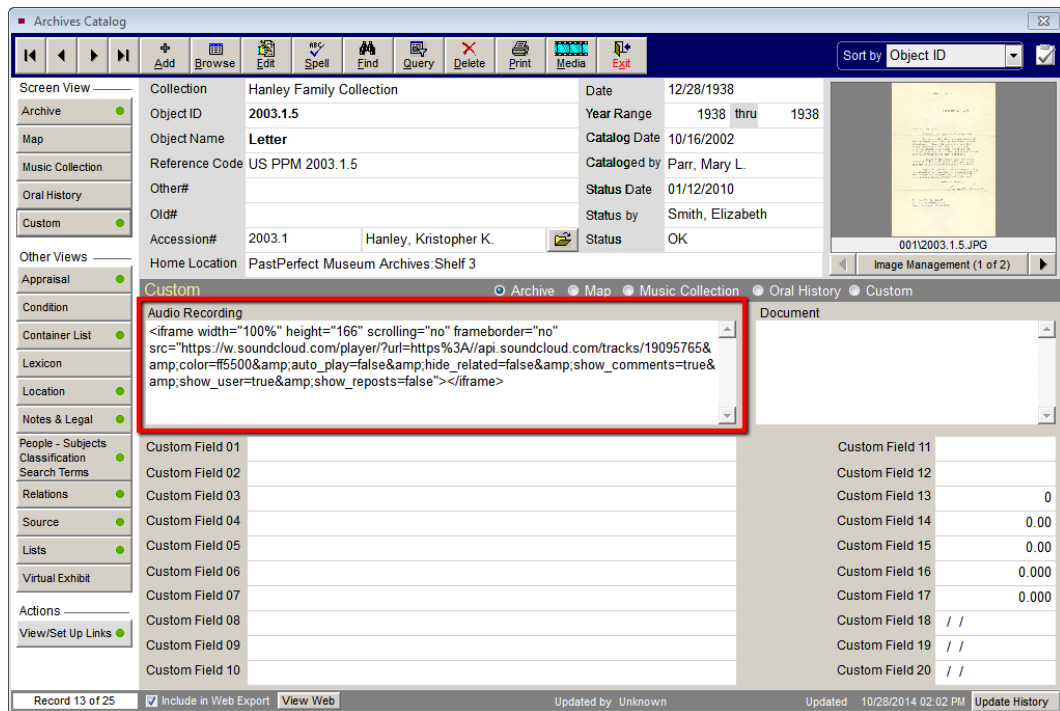 Archives Catalog
Add Browse Edit Spell Find Query Delete Print Media Exit
Sort by Object ID
Screen View
Archive
Map
Music Collection
Oral History
Custom
Other Views
Appraisal
Condition
Container List
Lexicon
Location
Notes & Legal
People - Subjects
Classification
Search Terms
Relations
Source
Lists
Virtual Exhibit
Actions
View/Set Up Links
Collection Hanley Family Collection
Object ID 2003.1.5
Object Name Letter
Reference Code US PPM 2003.1.5
Other#
Old#
Accession# 2003.1 Hanley, Kristopher K.
Home Location PastPerfect Museum Archives:Shelf 3
Date 12/28/1938
Year Range 1938 thru 1938
Catalog Date 10/16/2002
Cataloged by Parr, Mary L.
Status Date 01/12/2010
Status by Smith, Elizabeth
Status OK
001\2003.1.5.JPG
Image Management (1 of 2)
Custom Archive Map Music Collection Oral History Custom
Audio Recording
<iframe width="100%" height="166" scrolling="no" frameborder="no"
src="https://w.soundcloud.com/player/?url=https%3A//api.soundcloud.com/tracks/19095765&
amp;color=ff5500&amp;auto_play=false&amp;hide_related=false&amp;show_comments=true&
amp;show_user=true&amp;show_reposts=false"></iframe>
Document
Custom Field 01
Custom Field 02
Custom Field 03
Custom Field 04
Custom Field 05
Custom Field 06
Custom Field 07
Custom Field 08
Custom Field 09
Custom Field 10
Custom Field 11
Custom Field 12
Custom Field 13 0
Custom Field 14 0.00
Custom Field 15 0.00
Custom Field 16 0.000
Custom Field 17 0.000
Custom Field 18 / /
Custom Field 19 / /
Custom Field 20 / /
Record 13 of 25 Include in Web Export View Web Updated by Unknown Updated 10/28/2014 02:02 PM Update History